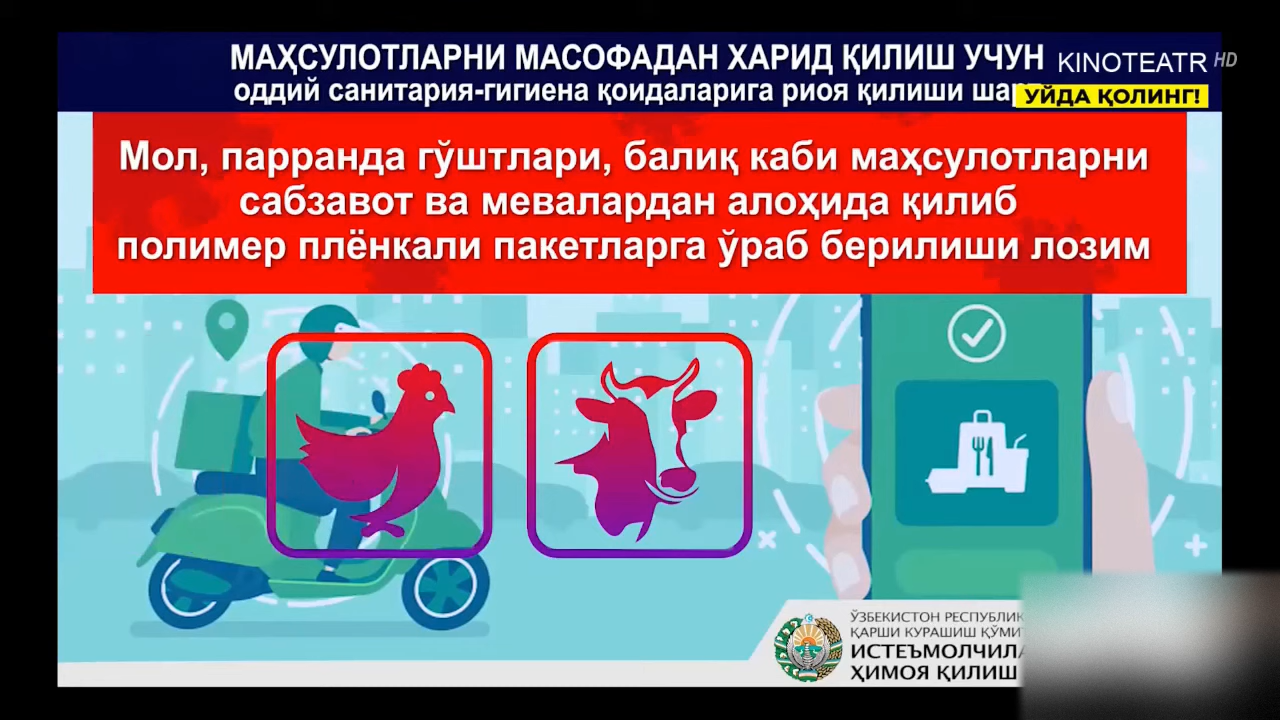 МАҲСУЛОТЛАРНИ МАСОФАДАН ХАРИД ҚИЛИШ УЧУН
KINOTEATR HD
оддий санитария-гигиена қоидаларига риоя қилиши
УЙДА ҚОЛИНГ!
Мол, парранда гўштлари, балиқ каби маҳсулотларни
сабзавот ва мевалардан алоҳида қилиб
полимер плёнкали пакетларга ўраб берилиши лозим
ЎЗБЕКИСТОН
ҚАРШИ КУРАШИШ
ҲИМОЯ ҚИЛИШ